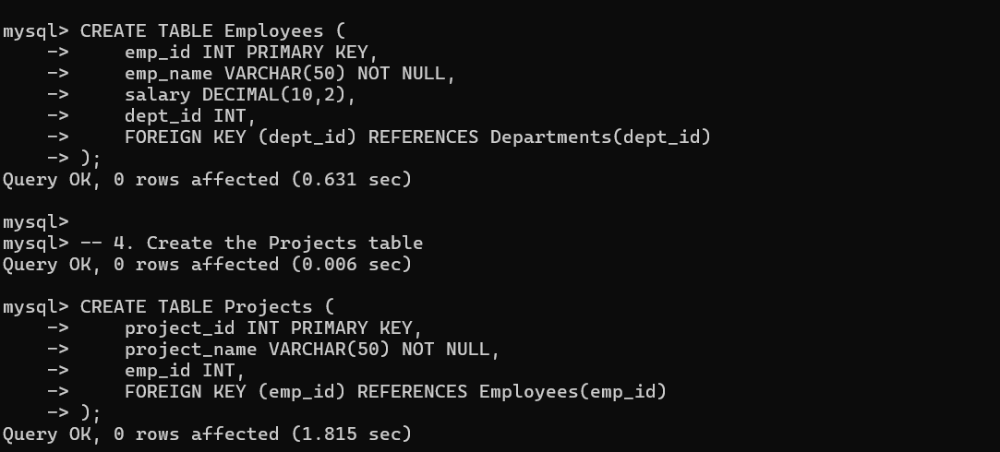 mysql> CREATE TABLE Employees (
    ->     emp_id INT PRIMARY KEY,
    ->     emp_name VARCHAR(50) NOT NULL,
    ->     salary DECIMAL(10,2),
    ->     dept_id INT,
    ->     FOREIGN KEY (dept_id) REFERENCES Departments(dept_id)
    -> );
Query OK, 0 rows affected (0.631 sec)

mysql>
mysql> -- 4. Create the Projects table
Query OK, 0 rows affected (0.006 sec)

mysql> CREATE TABLE Projects (
    ->     project_id INT PRIMARY KEY,
    ->     project_name VARCHAR(50) NOT NULL,
    ->     emp_id INT,
    ->     FOREIGN KEY (emp_id) REFERENCES Employees(emp_id)
    -> );
Query OK, 0 rows affected (1.815 sec)